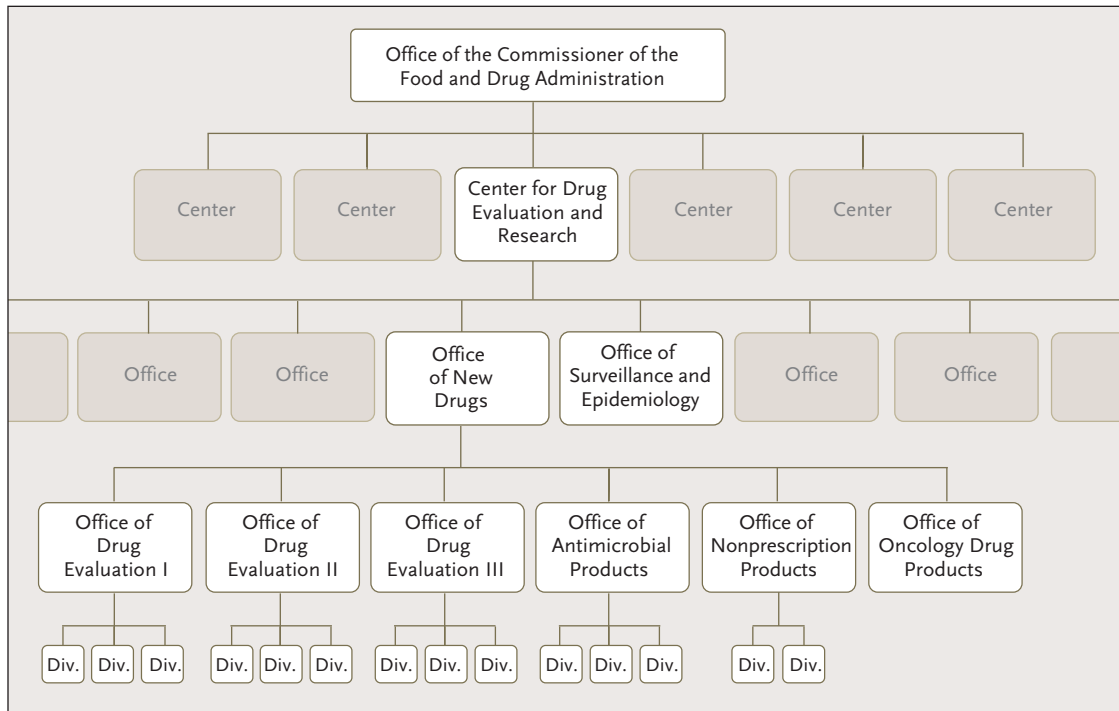 Office of the Commissioner of the
Food and Drug Administration
Center
Center
Center for Drug
Evaluation and
Research
Center
Center
Center
Office
Office
Office
of New
Drugs
Office of
Surveillance and
Epidemiology
Office
Office
Office of
Drug
Evaluation I
Office of
Drug
Evaluation II
Office of
Drug
Evaluation III
Office of
Antimicrobial
Products
Office of
Nonprescription
Products
Office of
Oncology Drug
Products
Div.
Div.
Div.
Div.
Div.
Div.
Div.
Div.
Div.
Div.
Div.
Div.
Div.
Div.